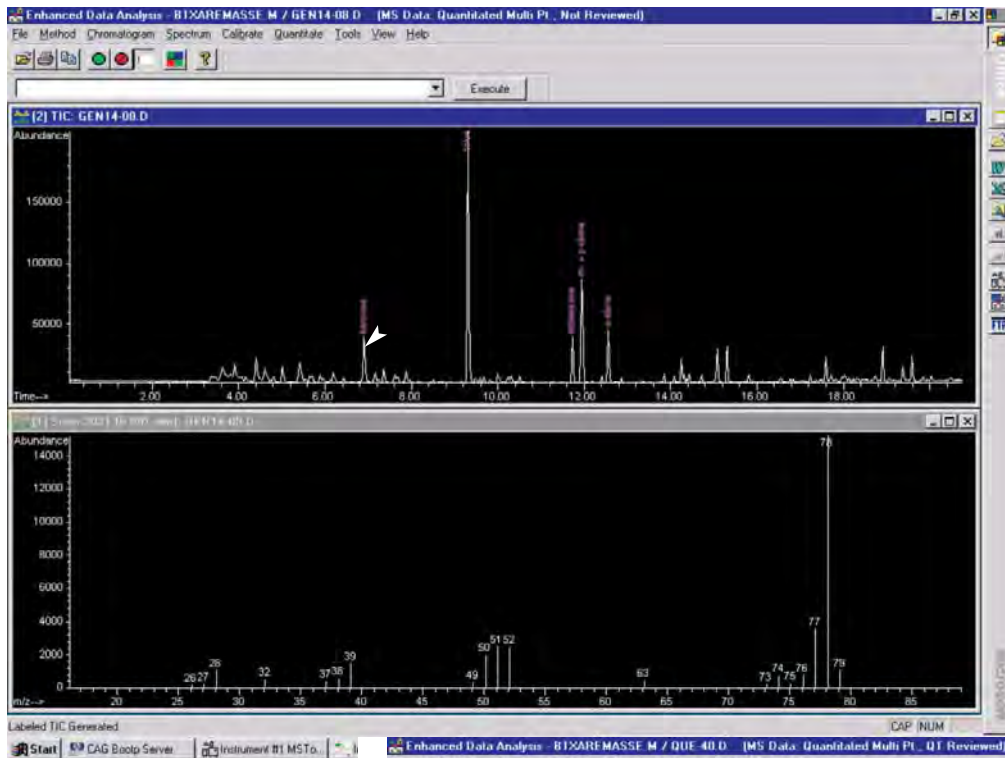 Enhanced Data Analysis - BTXAREMASSE.M / GEN14-08.D (MS Data: Quantitated Multi Pt., Not Reviewed)
File Method Chromatogram Spectrum Calibrate Quantitate Tools View Help
Execute
[2] TIC: GEN14-08.D
Abundance
150000
100000
50000
Time-->
2.00 4.00 6.00 8.00 10.00 12.00 14.00 16.00 18.00
GEN14-08.D
Abundance
14000
12000
10000
8000
6000
4000
2000
0
78
77
79
76
75
74
73
63
52
51
50
49
39
38
37
32
28
27
26
m/z-->
20 25 30 35 40 45 50 55 60 65 70 75 80 85
Labeled TIC Generated
CAP NUM
Start CAG Bootp Server Instrument #1 MSTo...
Enhanced Data Analysis - BTXAREMASSE.M / QUE-40.D (MS Data: Quantitated Multi Pt., QT Reviewed)